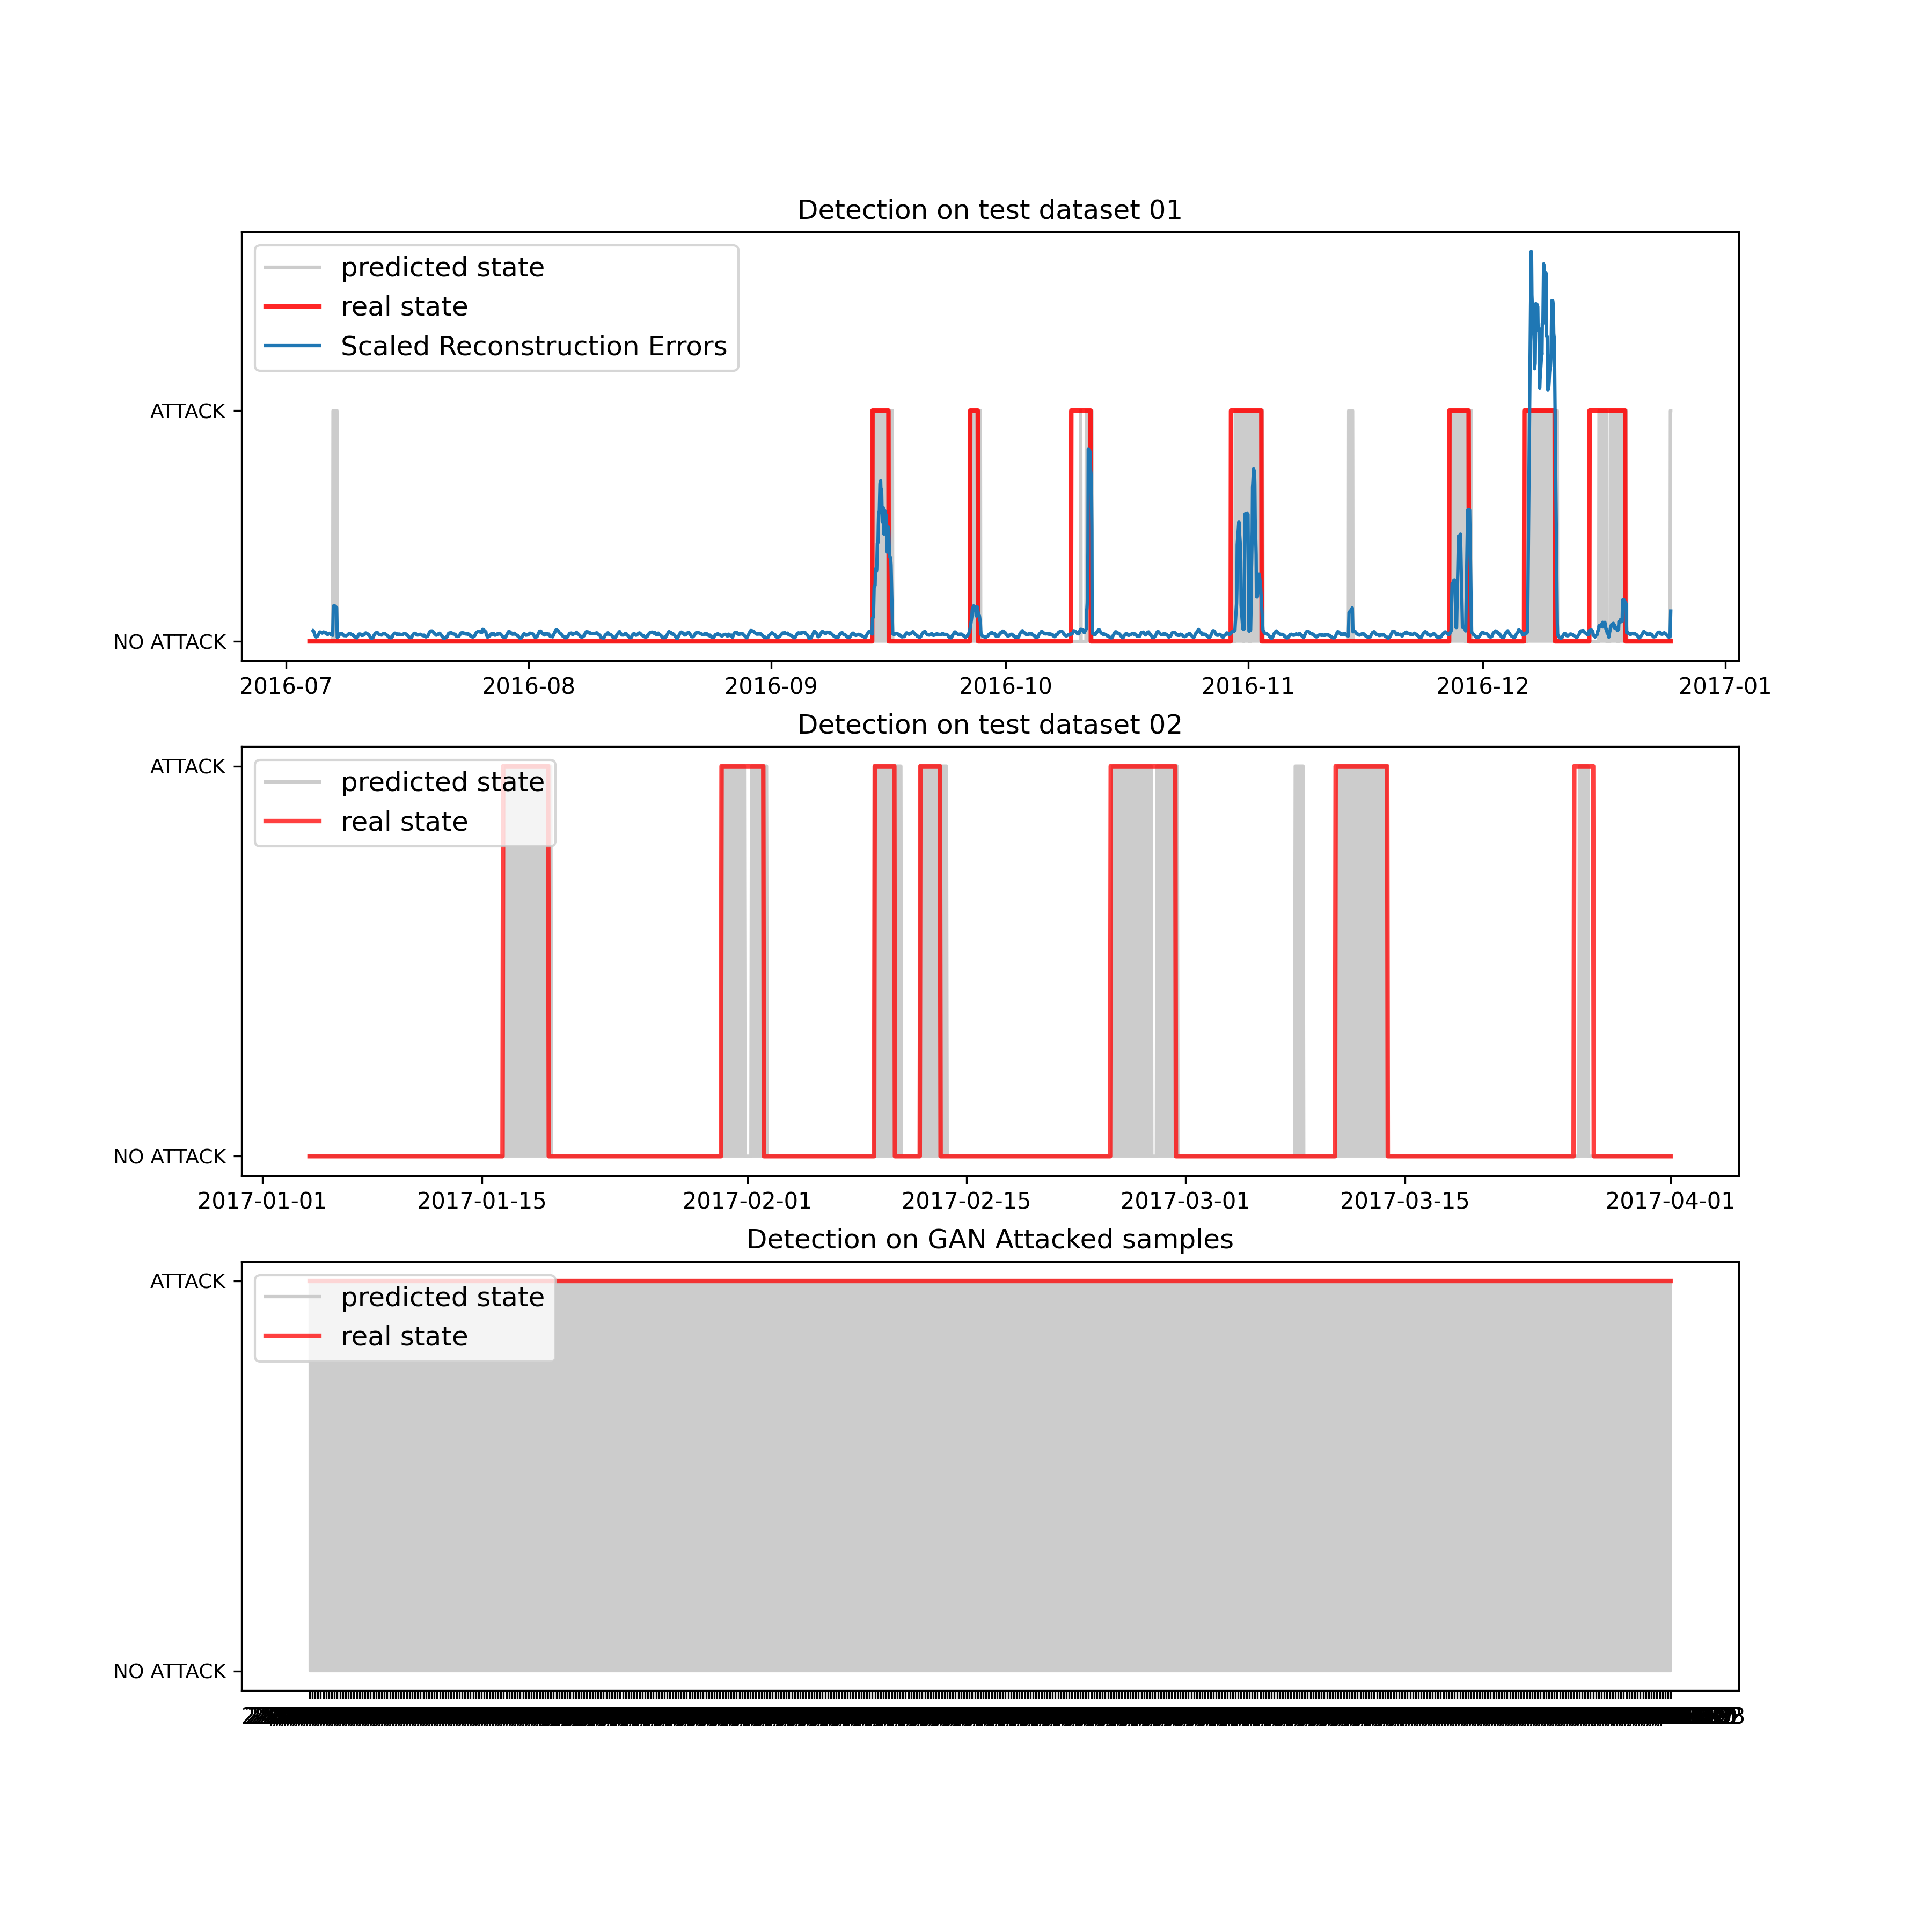 Detection on test dataset 01
predicted state
real state
Scaled Reconstruction Errors
ATTACK
NO ATTACK
2016-07 2016-08 2016-09 2016-10 2016-11 2016-12 2017-01
Detection on test dataset 02
ATTACK
predicted state
real state
NO ATTACK
2017-01-01 2017-01-15 2017-02-01 2017-02-15 2017-03-01 2017-03-15 2017-04-01
Detection on GAN Attacked samples
ATTACK
predicted state
real state
NO ATTACK